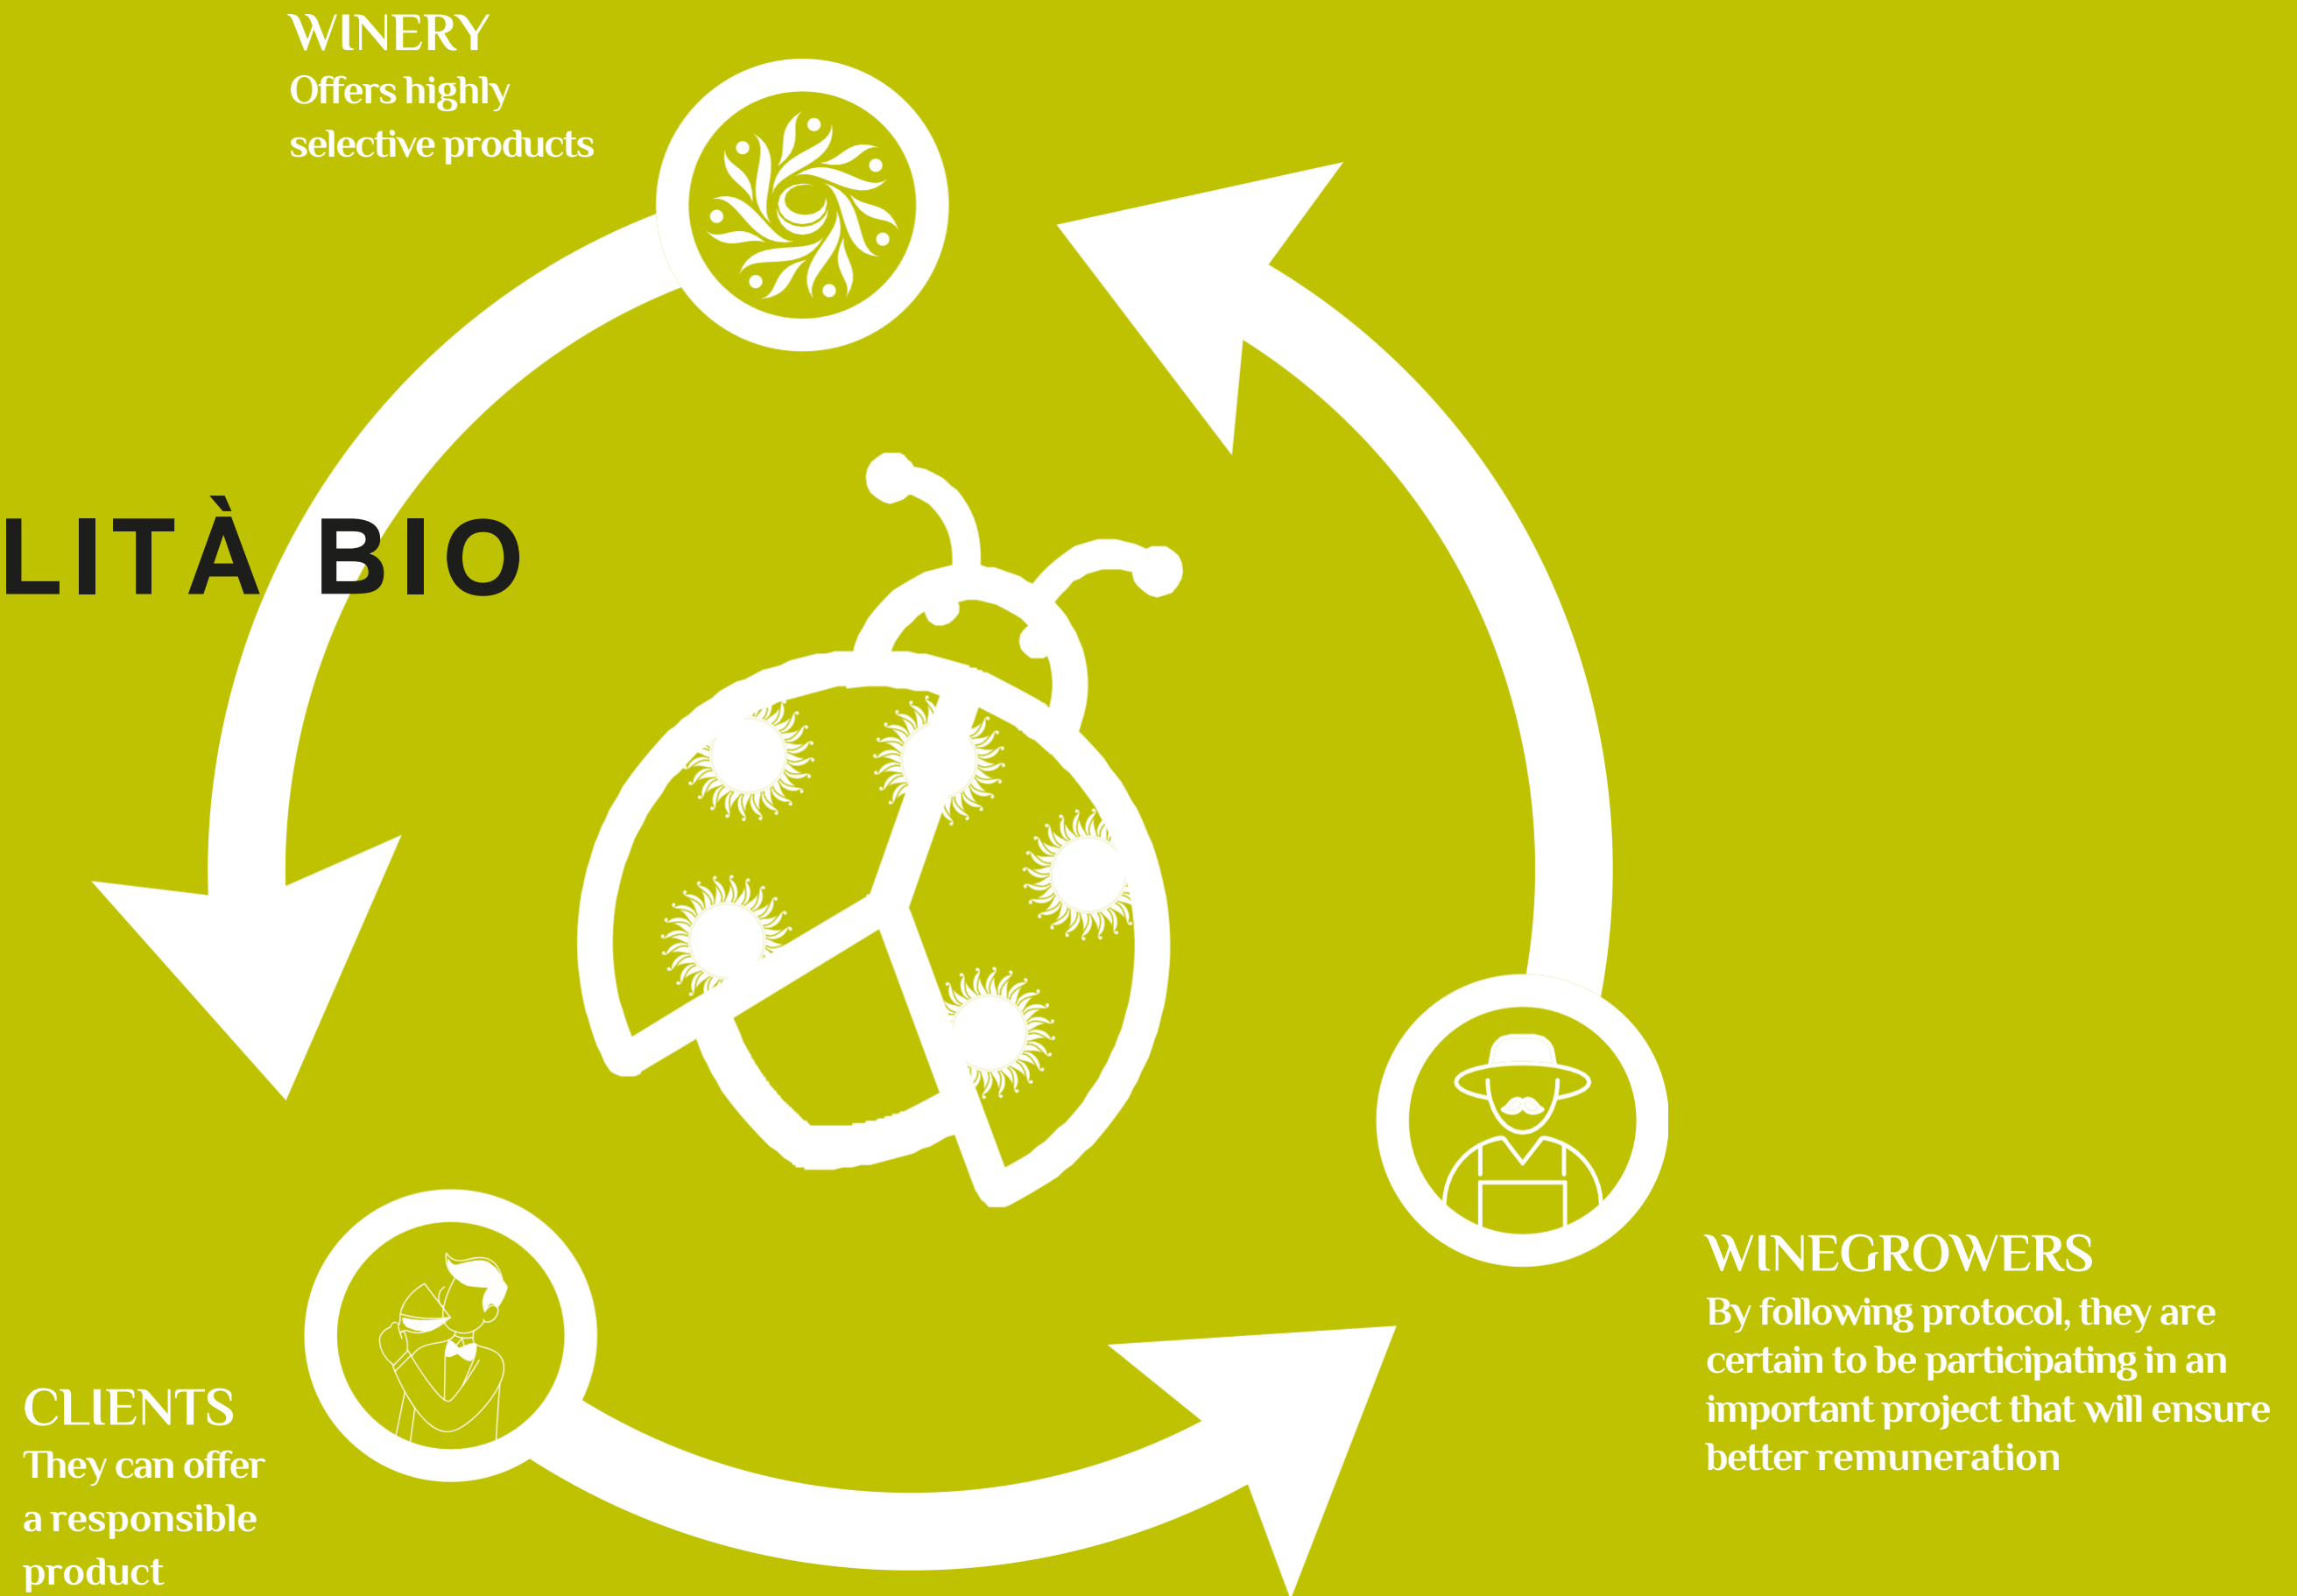 WINERY
Offers highly
selective products
LITÀ BIO
WINEGROWERS
By following protocol, they are
certain to be participating in an
important project that will ensure
better remuneration
CLIENTS
They can offer
a responsible
product